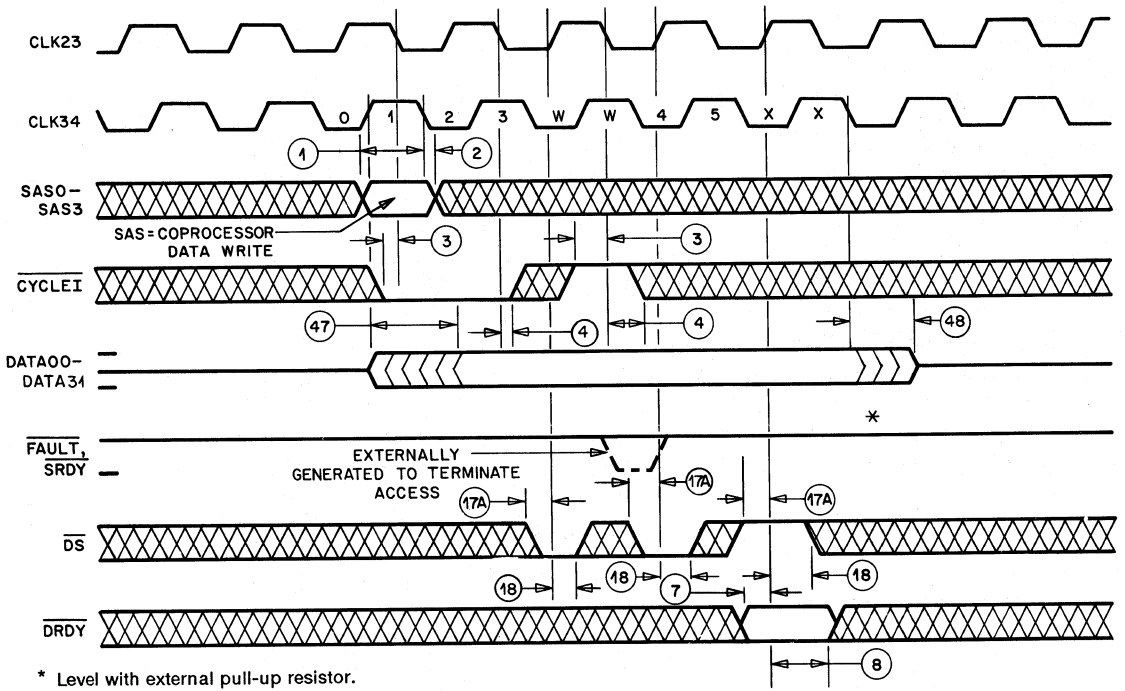 CLK23
CLK34
0 1 2 3 W W 4 5 X X
1 2
SAS0–
SAS3
SAS=COPROCESSOR
DATA WRITE
3 3
CYCLEI
47 4 4 48
DATA00–
DATA31
*
FAULT,
SRDY
EXTERNALLY
GENERATED TO TERMINATE
ACCESS
17A 17A 17A
DS
18 18 7 18
DRDY
8
* Level with external pull-up resistor.